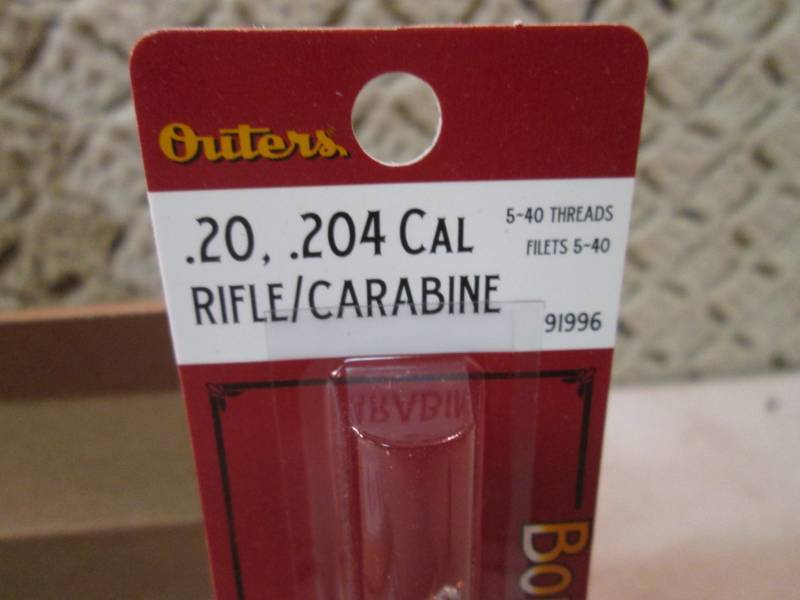 Outers
.20, .204 CAL
RIFLE/CARABINE
5-40 THREADS
FILETS 5-40
91996